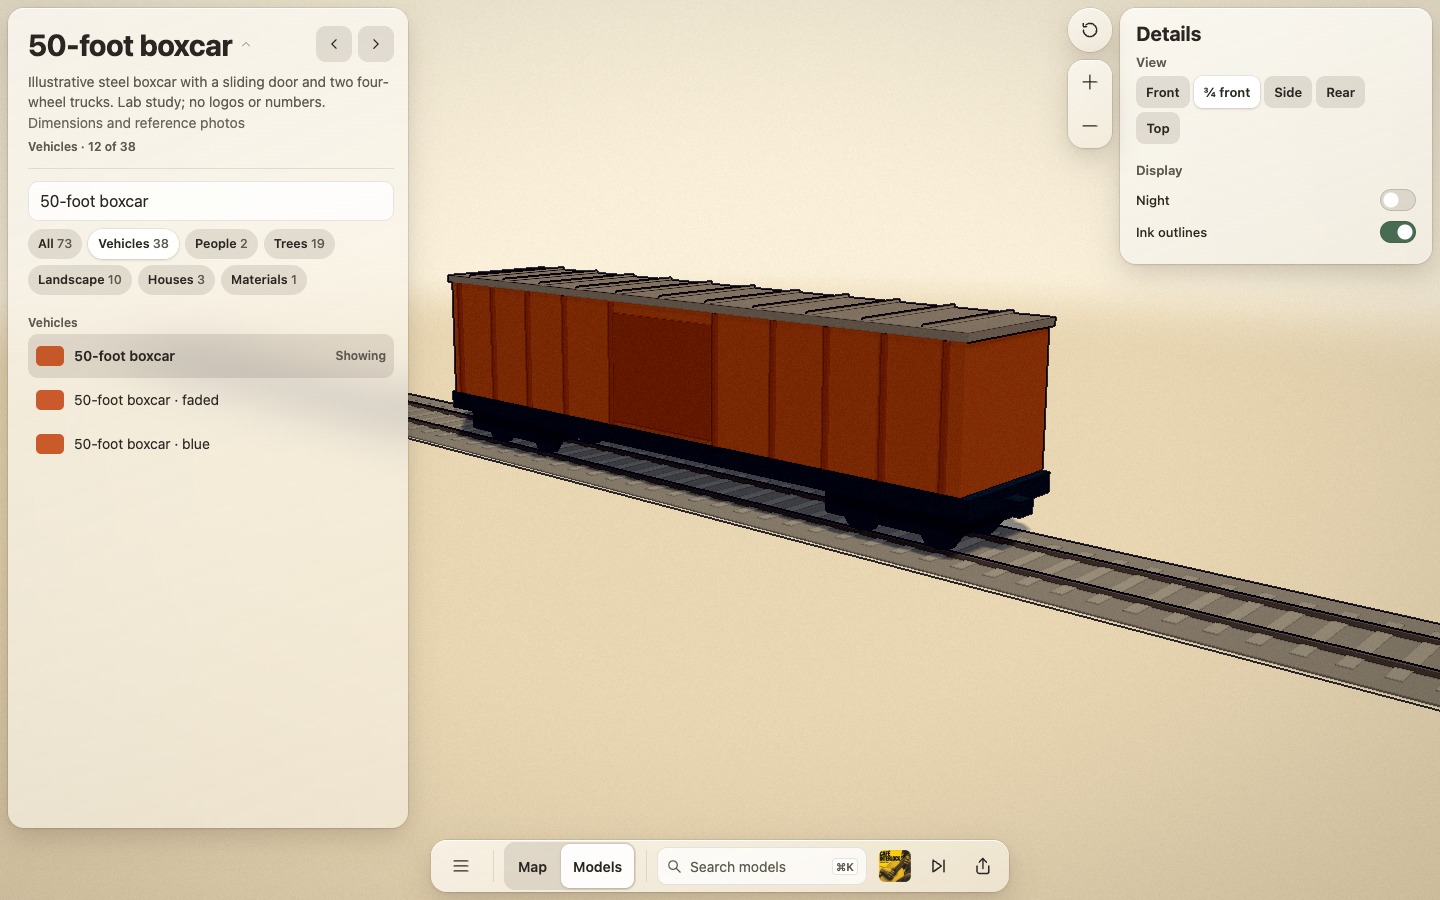 50-foot boxcar
Illustrative steel boxcar with a sliding door and two four-
wheel trucks. Lab study; no logos or numbers.
Dimensions and reference photos
Vehicles · 12 of 38
50-foot boxcar
All 73
Vehicles 38
People 2
Trees 19
Landscape 10
Houses 3
Materials 1
Vehicles
50-foot boxcar
Showing
50-foot boxcar · faded
50-foot boxcar · blue
Details
View
Front
¾ front
Side
Rear
Top
Display
Night
Ink outlines
Map
Models
Search models
⌘K